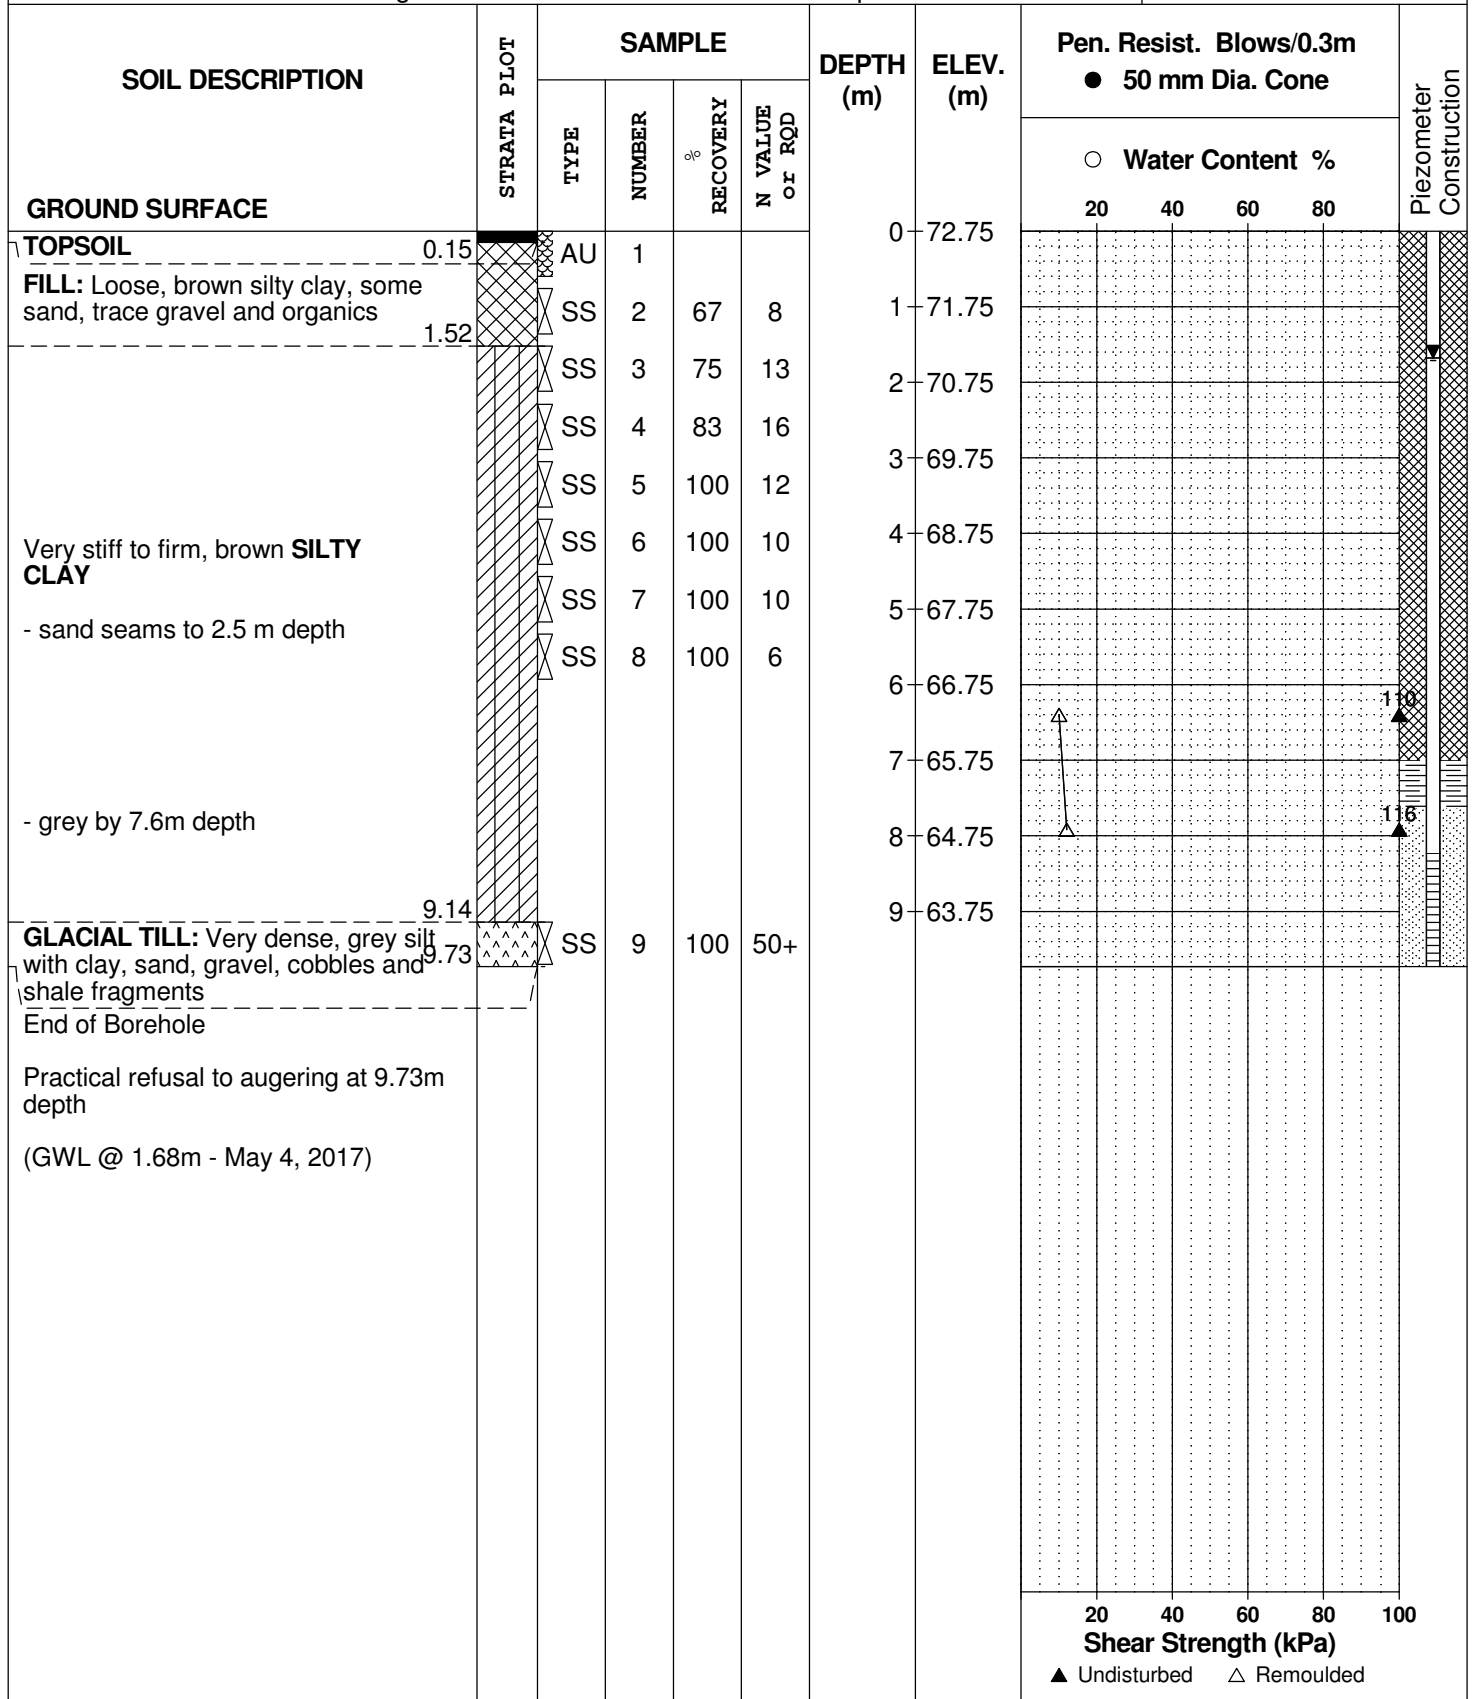 SOIL DESCRIPTION
GROUND SURFACE
STRATA PLOT
SAMPLE
TYPE
NUMBER
%
RECOVERY
N VALUE
or RQD
DEPTH
(m)
ELEV.
(m)
Pen. Resist. Blows/0.3m
● 50 mm Dia. Cone
○ Water Content %
20 40 60 80
Piezometer
Construction
TOPSOIL 0.15
FILL: Loose, brown silty clay, some
sand, trace gravel and organics
1.52
Very stiff to firm, brown SILTY
CLAY
- sand seams to 2.5 m depth
- grey by 7.6m depth
9.14
GLACIAL TILL: Very dense, grey silt
9.73
with clay, sand, gravel, cobbles and
shale fragments
End of Borehole
Practical refusal to augering at 9.73m
depth
(GWL @ 1.68m - May 4, 2017)
AU 1
SS 2 67 8
SS 3 75 13
SS 4 83 16
SS 5 100 12
SS 6 100 10
SS 7 100 10
SS 8 100 6
SS 9 100 50+
0 72.75
1 71.75
2 70.75
3 69.75
4 68.75
5 67.75
6 66.75
7 65.75
8 64.75
9 63.75
110
116
20 40 60 80 100
Shear Strength (kPa)
▲ Undisturbed △ Remoulded